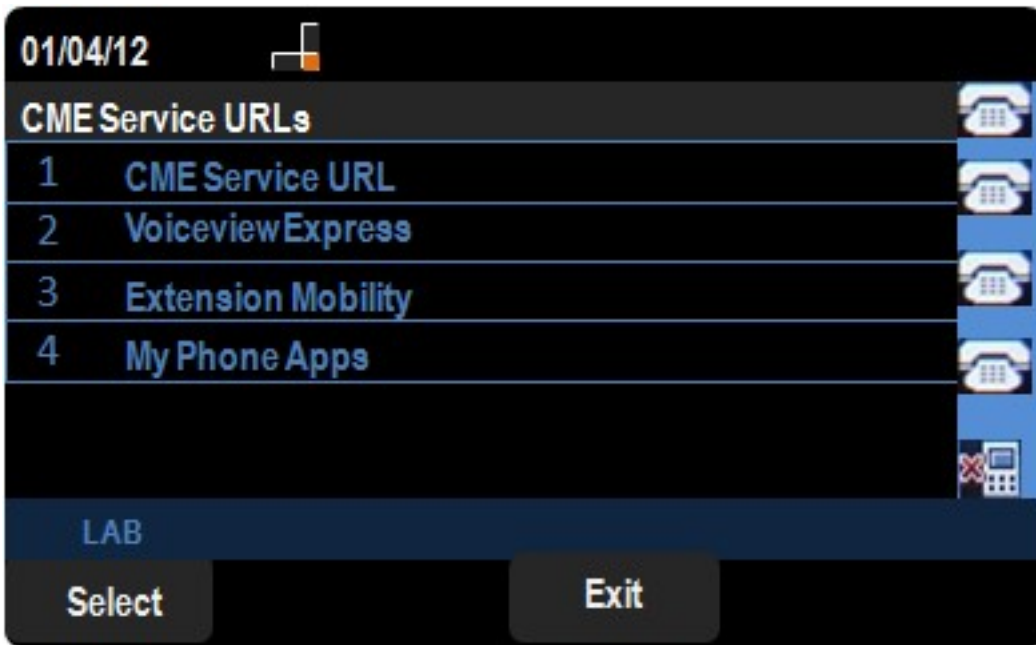 01/04/12
CME Service URLs
1 CME Service URL
2 Voiceview Express
3 Extension Mobility
4 My Phone Apps
LAB
Select Exit